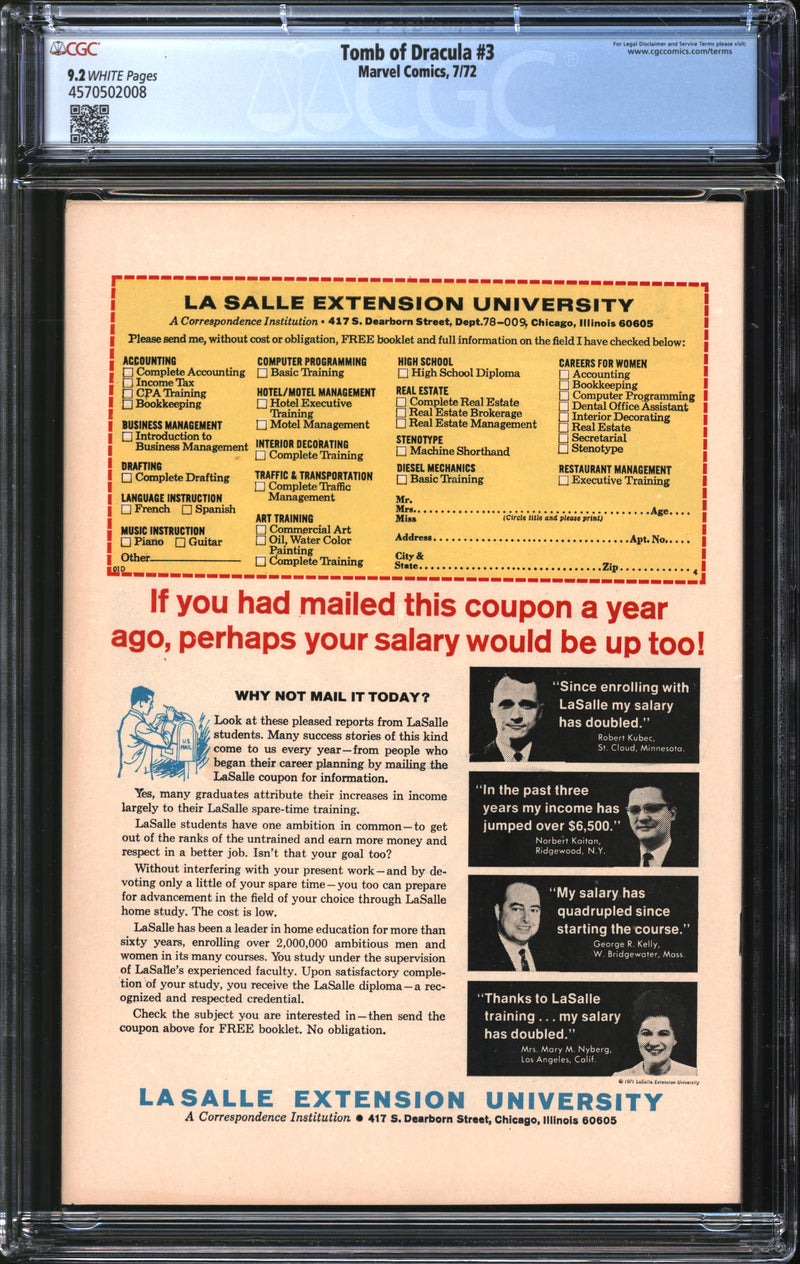 CGC
Tomb of Dracula #3
For Legal Disclaimer and Service Terms please visit:
www.cgccomics.com/terms
9.2 WHITE Pages
Marvel Comics, 7/72
4570502008
CGC
LA SALLE EXTENSION UNIVERSITY
A Correspondence Institution • 417 S. Dearborn Street, Dept.78-009, Chicago, Illinois 60605
Please send me, without cost or obligation, FREE booklet and full information on the field I have checked below:
ACCOUNTING
Complete Accounting
Income Tax
CPA Training
Bookkeeping
BUSINESS MANAGEMENT
Introduction to
Business Management
DRAFTING
Complete Drafting
LANGUAGE INSTRUCTION
French Spanish
MUSIC INSTRUCTION
Piano Guitar
Other
01D
COMPUTER PROGRAMMING
Basic Training
HOTEL/MOTEL MANAGEMENT
Hotel Executive
Training
Motel Management
INTERIOR DECORATING
Complete Training
TRAFFIC & TRANSPORTATION
Complete Traffic
Management
ART TRAINING
Commercial Art
Oil, Water Color
Painting
Complete Training
HIGH SCHOOL
High School Diploma
REAL ESTATE
Complete Real Estate
Real Estate Brokerage
Real Estate Management
STENOTYPE
Machine Shorthand
DIESEL MECHANICS
Basic Training
CAREERS FOR WOMEN
Accounting
Bookkeeping
Computer Programming
Dental Office Assistant
Interior Decorating
Real Estate
Secretarial
Stenotype
RESTAURANT MANAGEMENT
Executive Training
Mr.
Mrs. Age
Miss (Circle title and please print)
Address Apt. No.
City &
State Zip 4
If you had mailed this coupon a year
ago, perhaps your salary would be up too!
WHY NOT MAIL IT TODAY?
U.S.
MAIL
Look at these pleased reports from LaSalle
students. Many success stories of this kind
come to us every year—from people who
began their career planning by mailing the
LaSalle coupon for information.
Yes, many graduates attribute their increases in income
largely to their LaSalle spare-time training.
LaSalle students have one ambition in common—to get
out of the ranks of the untrained and earn more money and
respect in a better job. Isn't that your goal too?
Without interfering with your present work—and by de-
voting only a little of your spare time—you too can prepare
for advancement in the field of your choice through LaSalle
home study. The cost is low.
LaSalle has been a leader in home education for more than
sixty years, enrolling over 2,000,000 ambitious men and
women in its many courses. You study under the supervision
of LaSalle's experienced faculty. Upon satisfactory comple-
tion of your study, you receive the LaSalle diploma—a rec-
ognized and respected credential.
Check the subject you are interested in—then send the
coupon above for FREE booklet. No obligation.
"Since enrolling with
LaSalle my salary
has doubled."
Robert Kubec,
St. Cloud, Minnesota.
"In the past three
years my income has
jumped over $6,500."
Norbert Kaitan,
Ridgewood, N.Y.
"My salary has
quadrupled since
starting the course."
George R. Kelly,
W. Bridgewater, Mass.
"Thanks to LaSalle
training . . . my salary
has doubled."
Mrs. Mary M. Nyberg,
Los Angeles, Calif.
© 1971 LaSalle Extension University
LASALLE EXTENSION UNIVERSITY
A Correspondence Institution • 417 S. Dearborn Street, Chicago, Illinois 60605